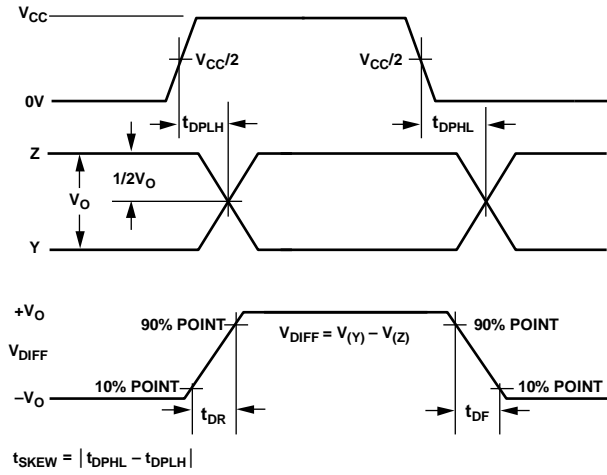 VCC
VCC/2
VCC/2
0V
tDPLH
tDPHL
Z
1/2VO
VO
Y
+VO
90% POINT
VDIFF = V(Y) – V(Z)
90% POINT
VDIFF
10% POINT
10% POINT
–VO
tDR
tDF
tSKEW = |tDPHL – tDPLH|